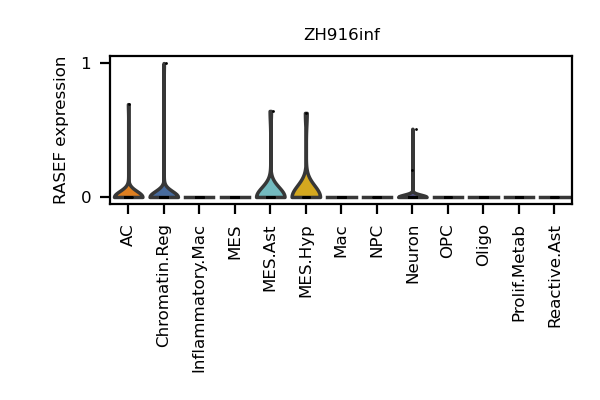 ZH916inf
RASEF expression
1
0
AC
Chromatin.Reg
Inflammatory.Mac
MES
MES.Ast
MES.Hyp
Mac
NPC
Neuron
OPC
Oligo
Prolif.Metab
Reactive.Ast